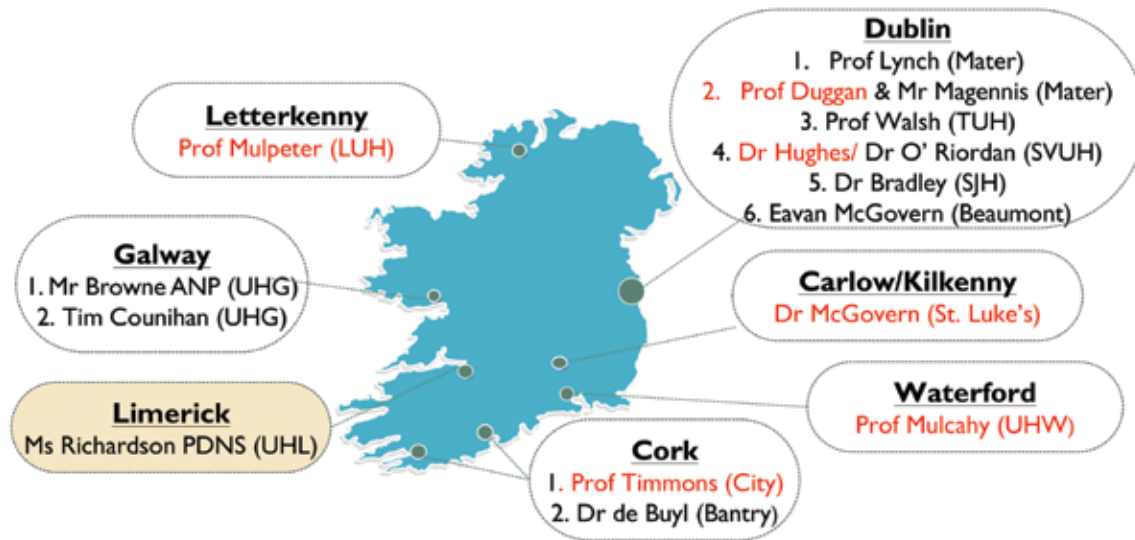 Dublin
1. Prof Lynch (Mater)
2. Prof Duggan & Mr Magennis (Mater)
3. Prof Walsh (TUH)
4. Dr Hughes/ Dr O' Riordan (SVUH)
5. Dr Bradley (SJH)
6. Eavan McGovern (Beaumont)
Letterkenny
Prof Mulpeter (LUH)
Galway
1. Mr Browne ANP (UHG)
2. Tim Counihan (UHG)
Carlow/Kilkenny
Dr McGovern (St. Luke's)
Limerick
Ms Richardson PDNS (UHL)
Waterford
Prof Mulcahy (UHW)
Cork
1. Prof Timmons (City)
2. Dr de Buyl (Bantry)